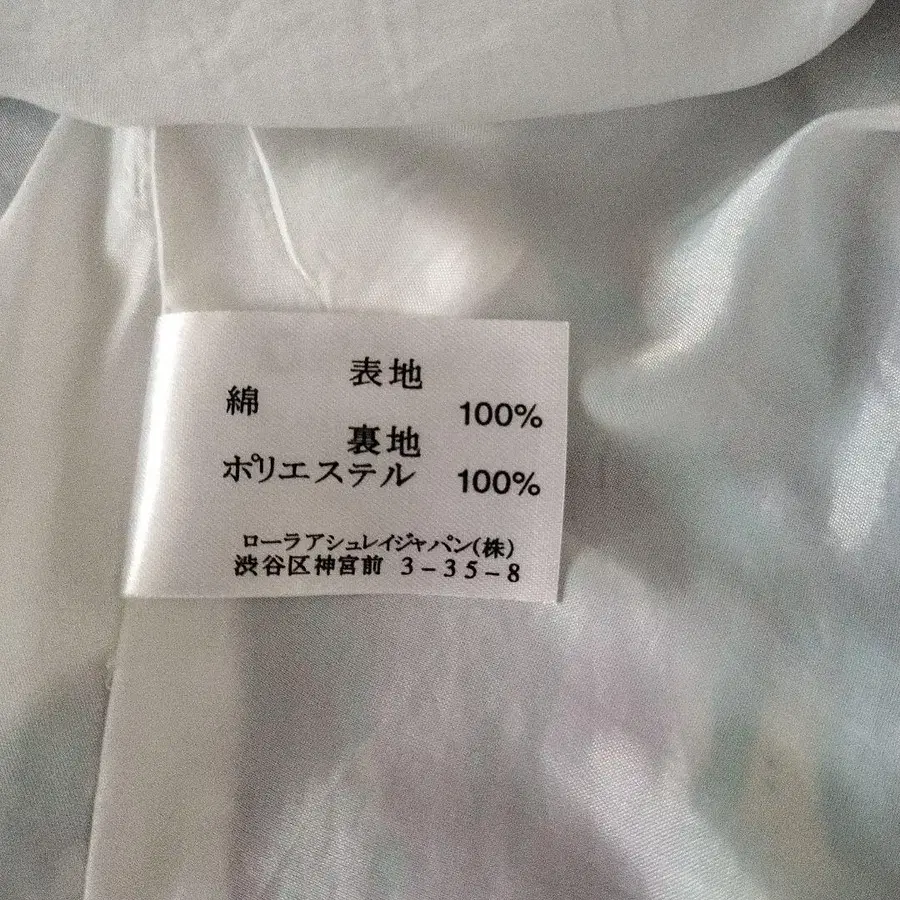 表地
綿 100%
裏地
ポリエステル 100%
ローラアシュレイジャパン(株)
渋谷区神宮前 3-35-8